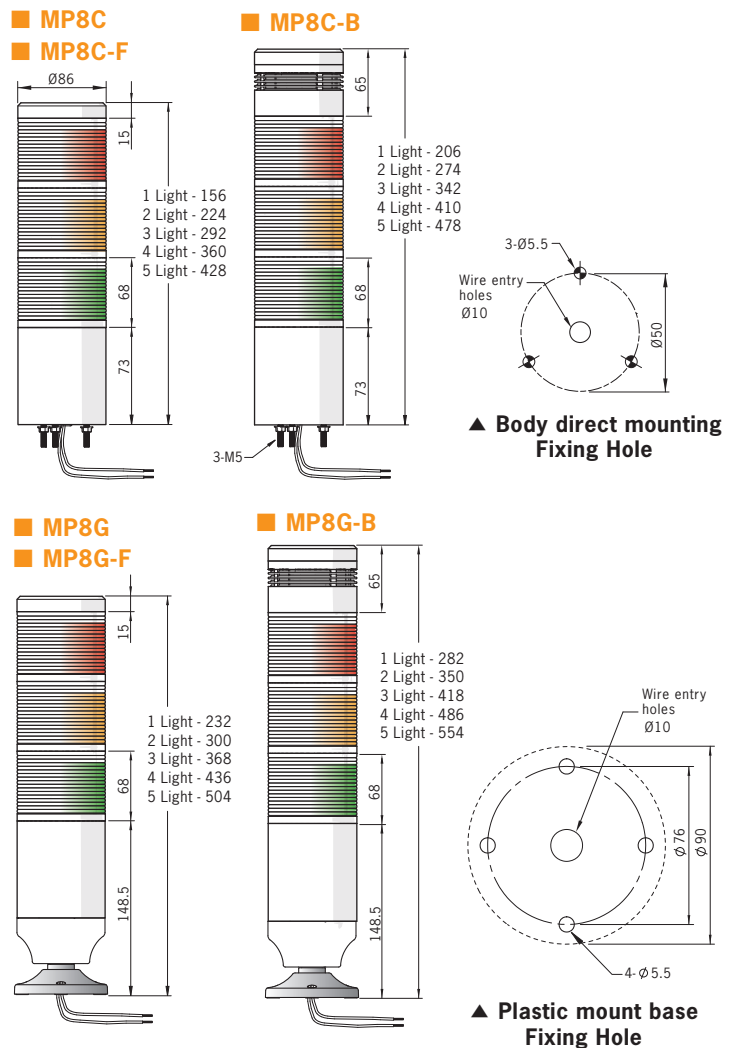 ■ MP8C
■ MP8C-F
Ø86
15
1 Light - 156
2 Light - 224
3 Light - 292
4 Light - 360
5 Light - 428
68
73
■ MP8C-B
65
1 Light - 206
2 Light - 274
3 Light - 342
4 Light - 410
5 Light - 478
68
73
3-M5
3-Ø5.5
Wire entry
holes
Ø10
Ø50
▲ Body direct mounting
Fixing Hole
■ MP8G
■ MP8G-F
15
1 Light - 232
2 Light - 300
3 Light - 368
4 Light - 436
5 Light - 504
68
148.5
■ MP8G-B
65
1 Light - 282
2 Light - 350
3 Light - 418
4 Light - 486
5 Light - 554
68
148.5
Wire entry
holes
Ø10
Ø76
Ø90
4-Ø5.5
▲ Plastic mount base
Fixing Hole